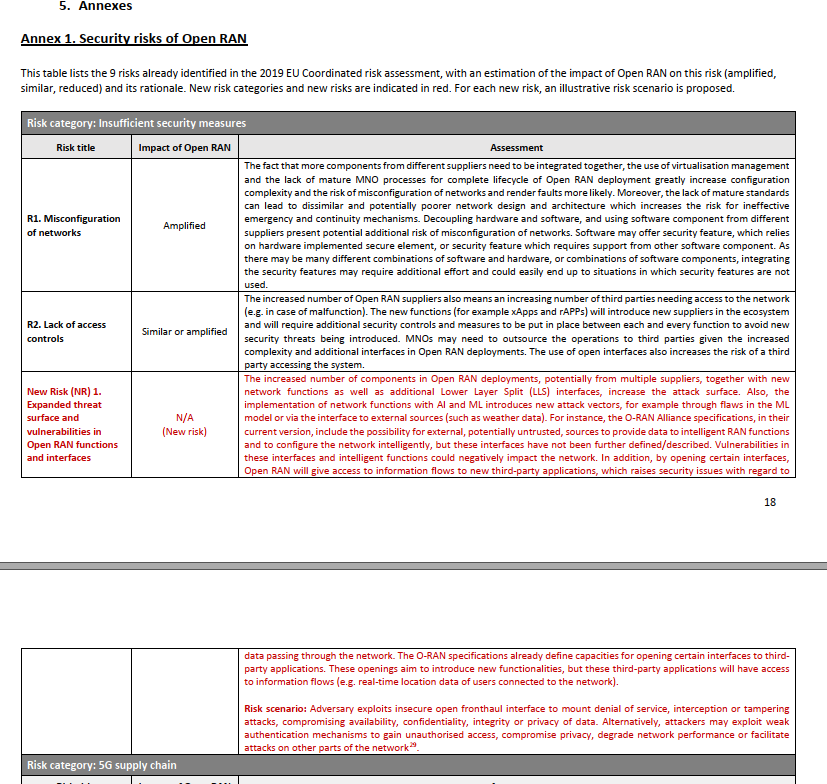 5. Annexes
Annex 1. Security risks of Open RAN
This table lists the 9 risks already identified in the 2019 EU Coordinated risk assessment, with an estimation of the impact of Open RAN on this risk (amplified,
similar, reduced) and its rationale. New risk categories and new risks are indicated in red. For each new risk, an illustrative risk scenario is proposed.
Risk category: Insufficient security measures
Risk title
Impact of Open RAN
Assessment
R1. Misconfiguration
of networks
Amplified
The fact that more components from different suppliers need to be integrated together, the use of virtualisation management
and the lack of mature MNO processes for complete lifecycle of Open RAN deployment greatly increase configuration
complexity and the risk of misconfiguration of networks and render faults more likely. Moreover, the lack of mature standards
can lead to dissimilar and potentially poorer network design and architecture which increases the risk for ineffective
emergency and continuity mechanisms. Decoupling hardware and software, and using software component from different
suppliers present potential additional risk of misconfiguration of networks. Software may offer security feature, which relies
on hardware implemented secure element, or security feature which requires support from other software component. As
there may be many different combinations of software and hardware, or combinations of software components, integrating
the security features may require additional effort and could easily end up to situations in which security features are not
used.
R2. Lack of access
controls
Similar or amplified
The increased number of Open RAN suppliers also means an increasing number of third parties needing access to the network
(e.g. in case of malfunction). The new functions (for example xApps and rAPPs) will introduce new suppliers in the ecosystem
and will require additional security controls and measures to be put in place between each and every function to avoid new
security threats being introduced. MNOs may need to outsource the operations to third parties given the increased
complexity and additional interfaces in Open RAN deployments. The use of open interfaces also increases the risk of a third
party accessing the system.
New Risk (NR) 1.
Expanded threat
surface and
vulnerabilities in
Open RAN functions
and interfaces
N/A
(New risk)
The increased number of components in Open RAN deployments, potentially from multiple suppliers, together with new
network functions as well as additional Lower Layer Split (LLS) interfaces, increase the attack surface. Also, the
implementation of network functions with AI and ML introduces new attack vectors, for example through flaws in the ML
model or via the interface to external sources (such as weather data). For instance, the O-RAN Alliance specifications, in their
current version, include the possibility for external, potentially untrusted, sources to provide data to intelligent RAN functions
and to configure the network intelligently, but these interfaces have not been further defined/described. Vulnerabilities in
these interfaces and intelligent functions could negatively impact the network. In addition, by opening certain interfaces,
Open RAN will give access to information flows to new third-party applications, which raises security issues with regard to
18
data passing through the network. The O-RAN specifications already define capacities for opening certain interfaces to third-
party applications. These openings aim to introduce new functionalities, but these third-party applications will have access
to information flows (e.g. real-time location data of users connected to the network).
Risk scenario: Adversary exploits insecure open fronthaul interface to mount denial of service, interception or tampering
attacks, compromising availability, confidentiality, integrity or privacy of data. Alternatively, attackers may exploit weak
authentication mechanisms to gain unauthorised access, compromise privacy, degrade network performance or facilitate
attacks on other parts of the network29.
Risk category: 5G supply chain